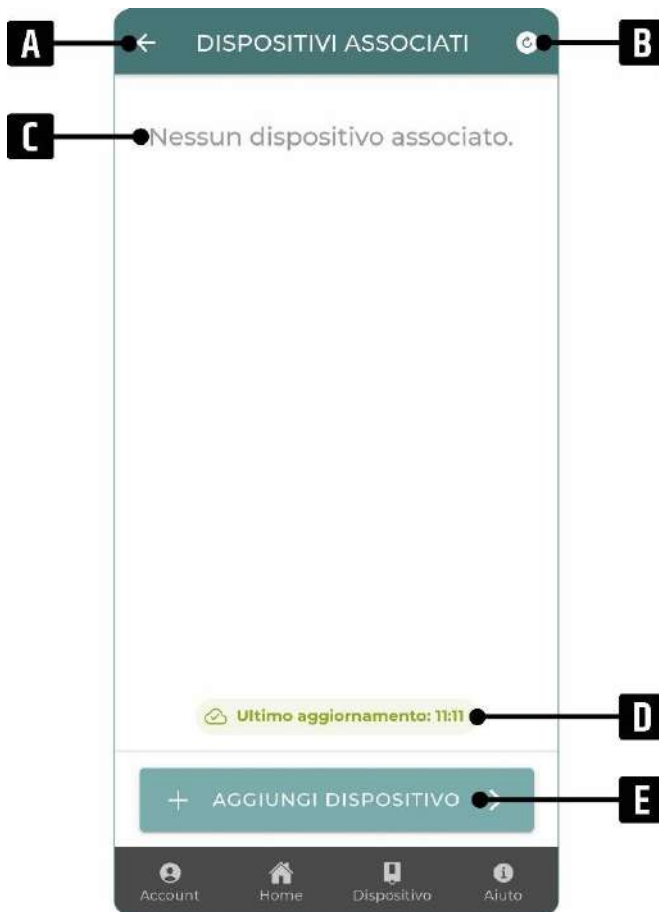 A
DISPOSITIVI ASSOCIATI
B
C
Nessun dispositivo associato.
Ultimo aggiornamento: 11:11
D
+ AGGIUNGI DISPOSITIVO
E
Account Home Dispositivo Aiuto